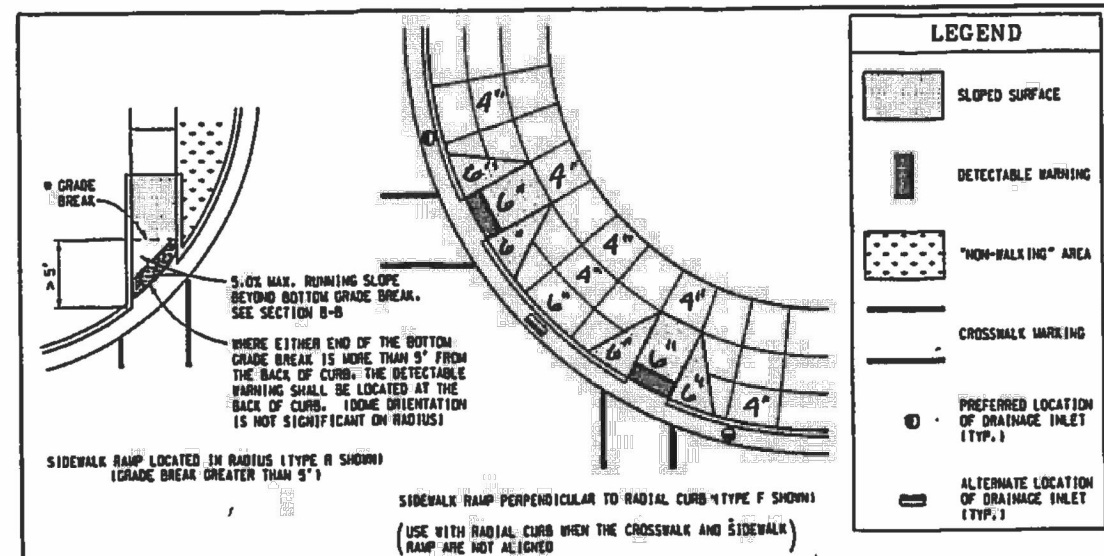 * GRADE
BREAK
> 5'
5.0% MAX. RUNNING SLOPE
BEYOND BOTTOM GRADE BREAK.
SEE SECTION B-B
WHERE EITHER END OF THE BOTTOM
GRADE BREAK IS MORE THAN 5' FROM
THE BACK OF CURB. THE DETECTABLE
WARNING SHALL BE LOCATED AT THE
BACK OF CURB. (DOME ORIENTATION
IS NOT SIGNIFICANT ON RADIUS)
SIDEWALK RAMP LOCATED IN RADIUS (TYPE A SHOWN)
(GRADE BREAK GREATER THAN 5')
4"
6"
4"
6"
6"
4"
4"
6"
4"
6"
6"
6"
4"
SIDEWALK RAMP PERPENDICULAR TO RADIAL CURB (TYPE F SHOWN)
(USE WITH RADIAL CURB WHEN THE CROSSWALK AND SIDEWALK
RAMP ARE NOT ALIGNED)
LEGEND
SLOPED SURFACE
DETECTABLE WARNING
"NON-WALKING" AREA
CROSSWALK MARKING
PREFERRED LOCATION
OF DRAINAGE INLET
(TYP.)
ALTERNATE LOCATION
OF DRAINAGE INLET
(TYP.)